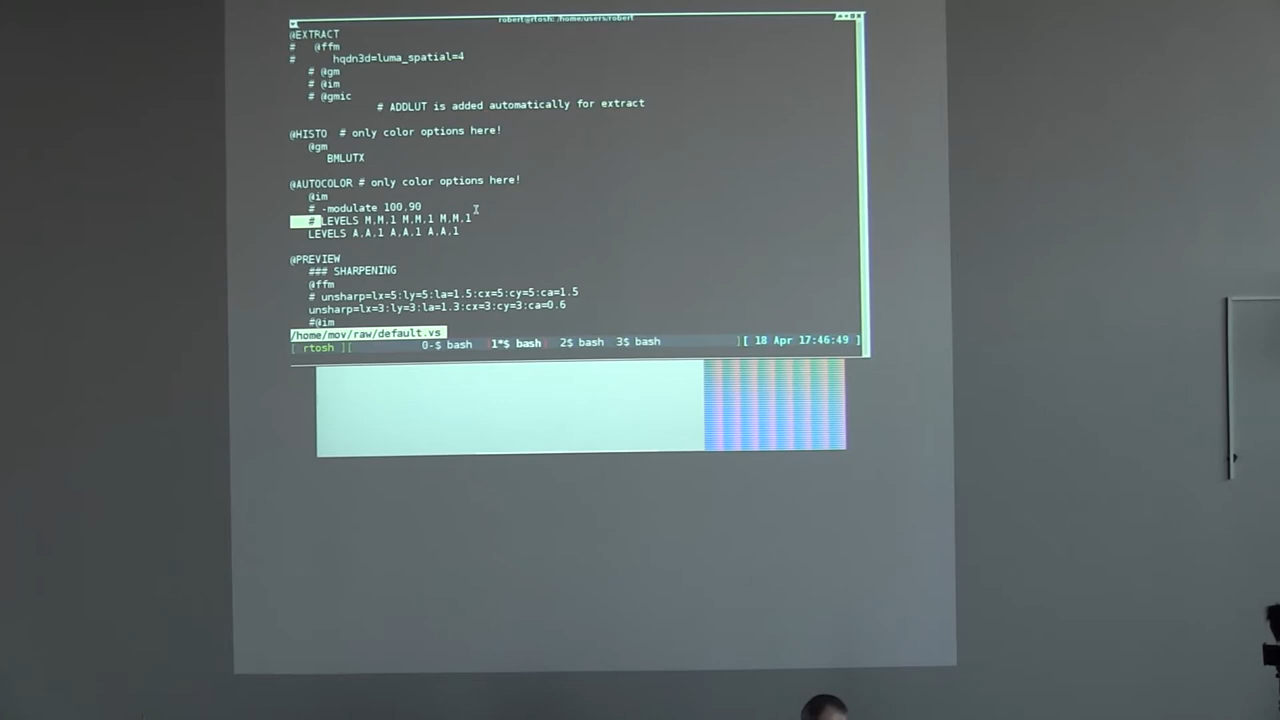 robert@rtosh: /home/users/robert
@EXTRACT
#   @ffm
#      hqdn3d=luma_spatial=4
# @gm
# @im
# @gmic
# ADDLUT is added automatically for extract
@HISTO  # only color options here!
@gm
BMLUTX
@AUTOCOLOR # only color options here!
@im
# -modulate 100,90
# LEVELS M,M,1 M,M,1 M,M,1
LEVELS A,A,1 A,A,1 A,A,1
@PREVIEW
### SHARPENING
@ffm
# unsharp=lx=5:ly=5:la=1.5:cx=5:cy=5:ca=1.5
unsharp=lx=3:ly=3:la=1.3:cx=3:cy=3:ca=0.6
#@im
/home/mov/raw/default.vs
[ rtosh ][ 0-$ bash 1*$ bash 2$ bash 3$ bash ][ 18 Apr 17:46:49 ]